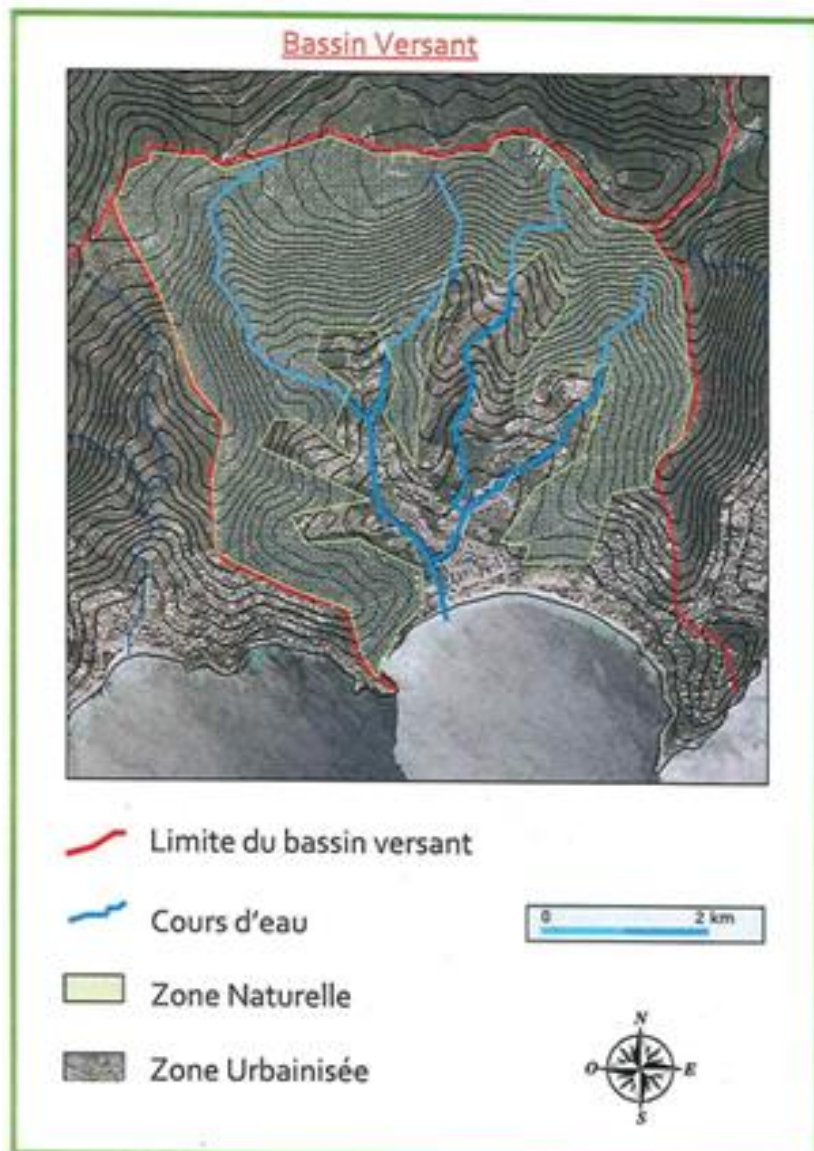 Bassin Versant
Limite du bassin versant
Cours d'eau
0 2 km
Zone Naturelle
Zone Urbainisée
N
O E
S